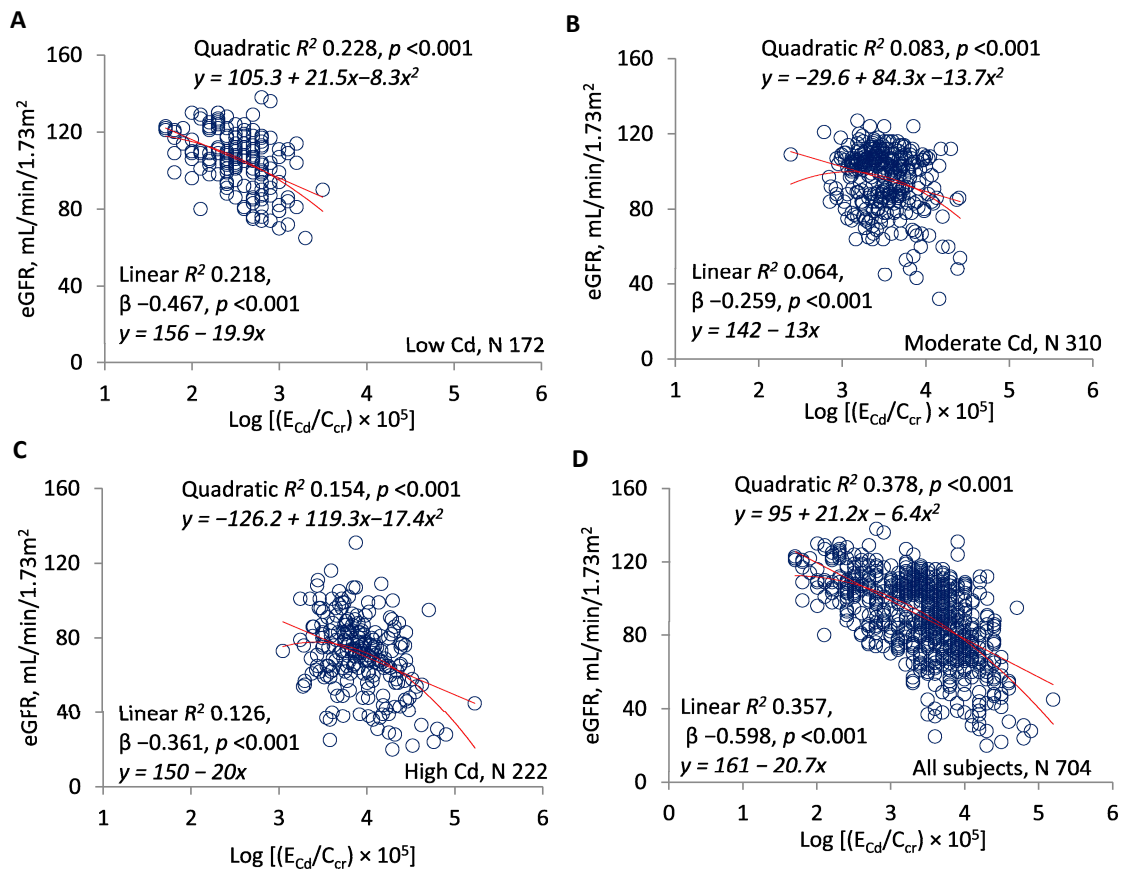 A
Quadratic R² 0.228, p <0.001
y = 105.3 + 21.5x−8.3x²
160
120
80
40
0
eGFR, mL/min/1.73m²
Linear R² 0.218,
β −0.467, p <0.001
y = 156 − 19.9x
Low Cd, N 172
1 2 3 4 5 6
Log [(E_Cd/C_cr) × 10⁵]
B
Quadratic R² 0.083, p <0.001
y = −29.6 + 84.3x −13.7x²
160
120
80
40
0
eGFR, mL/min/1.73m²
Linear R² 0.064,
β −0.259, p <0.001
y = 142 − 13x
Moderate Cd, N 310
1 2 3 4 5 6
Log [(E_Cd/C_cr) × 10⁵]
C
Quadratic R² 0.154, p <0.001
y = −126.2 + 119.3x−17.4x²
160
120
80
40
0
eGFR, mL/min/1.73m²
Linear R² 0.126,
β −0.361, p <0.001
y = 150 − 20x
High Cd, N 222
1 2 3 4 5 6
Log [(E_Cd/C_cr) × 10⁵]
D
Quadratic R² 0.378, p <0.001
y = 95 + 21.2x − 6.4x²
160
120
80
40
0
eGFR, mL/min/1.73m²
Linear R² 0.357,
β −0.598, p <0.001
y = 161 − 20.7x
All subjects, N 704
0 1 2 3 4 5 6
Log [(E_Cd/C_cr) × 10⁵]